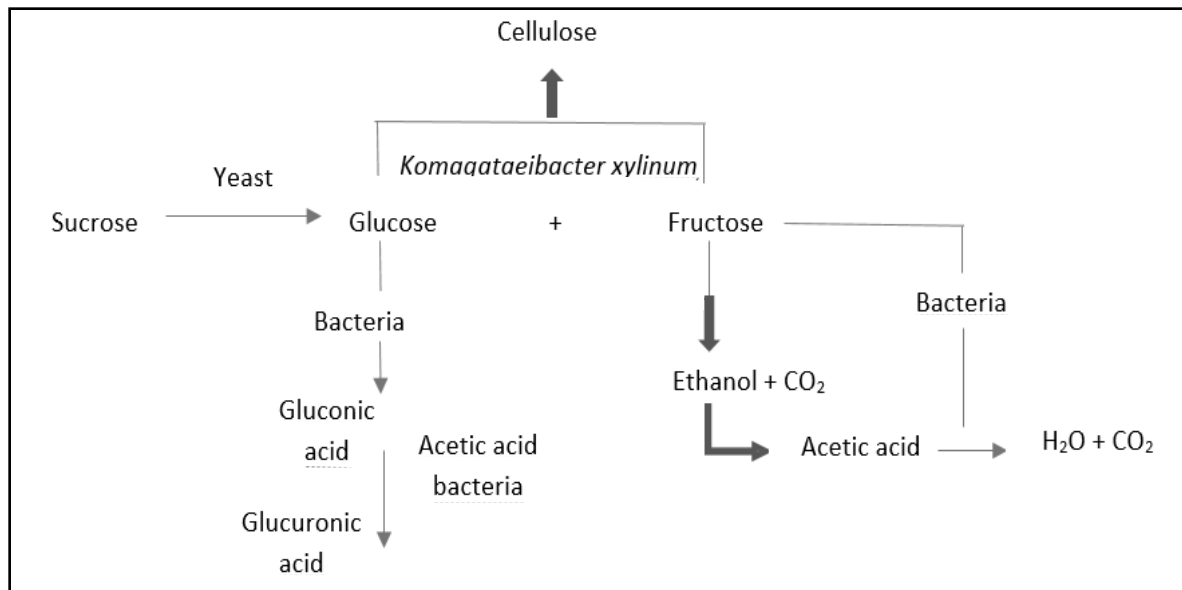 Cellulose
Komagataeibacter xylinum
Yeast
Sucrose
Glucose
+
Fructose
Bacteria
Bacteria
Ethanol + CO₂
Gluconic
acid
Acetic acid
bacteria
Acetic acid
H₂O + CO₂
Glucuronic
acid